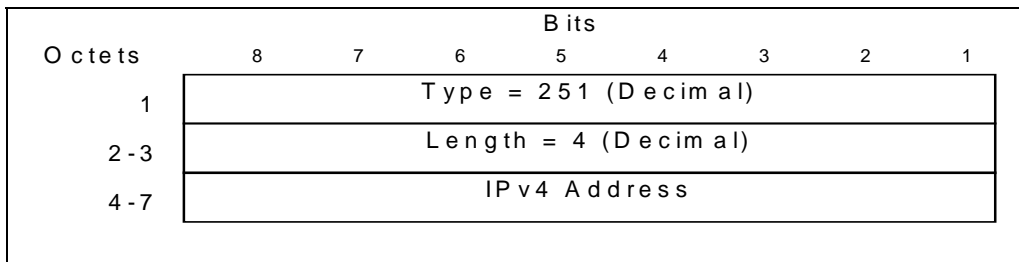 Bits
Octets 8 7 6 5 4 3 2 1
1 Type = 251 (Decimal)
2-3 Length = 4 (Decimal)
4-7 IPv4 Address